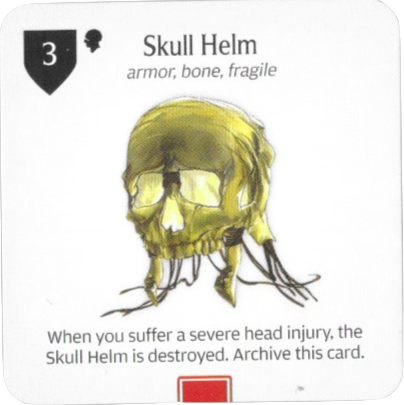 3
Skull Helm
armor, bone, fragile
When you suffer a severe head injury, the
Skull Helm is destroyed. Archive this card.